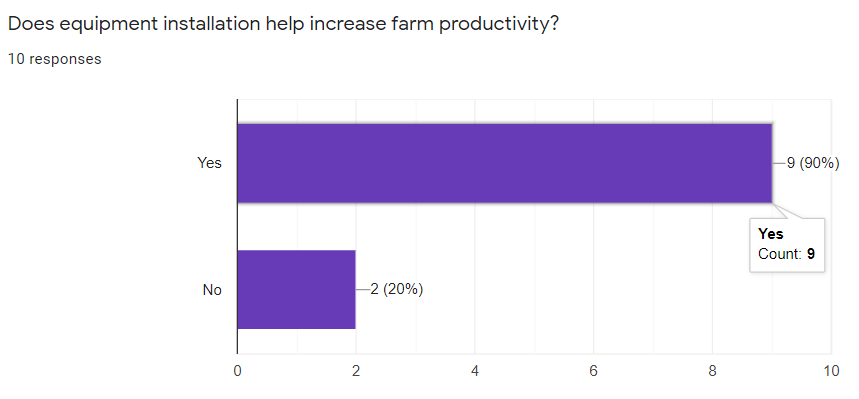 Does equipment installation help increase farm productivity?
10 responses
Yes
9 (90%)
Yes
Count: 9
No
2 (20%)
0 2 4 6 8 10